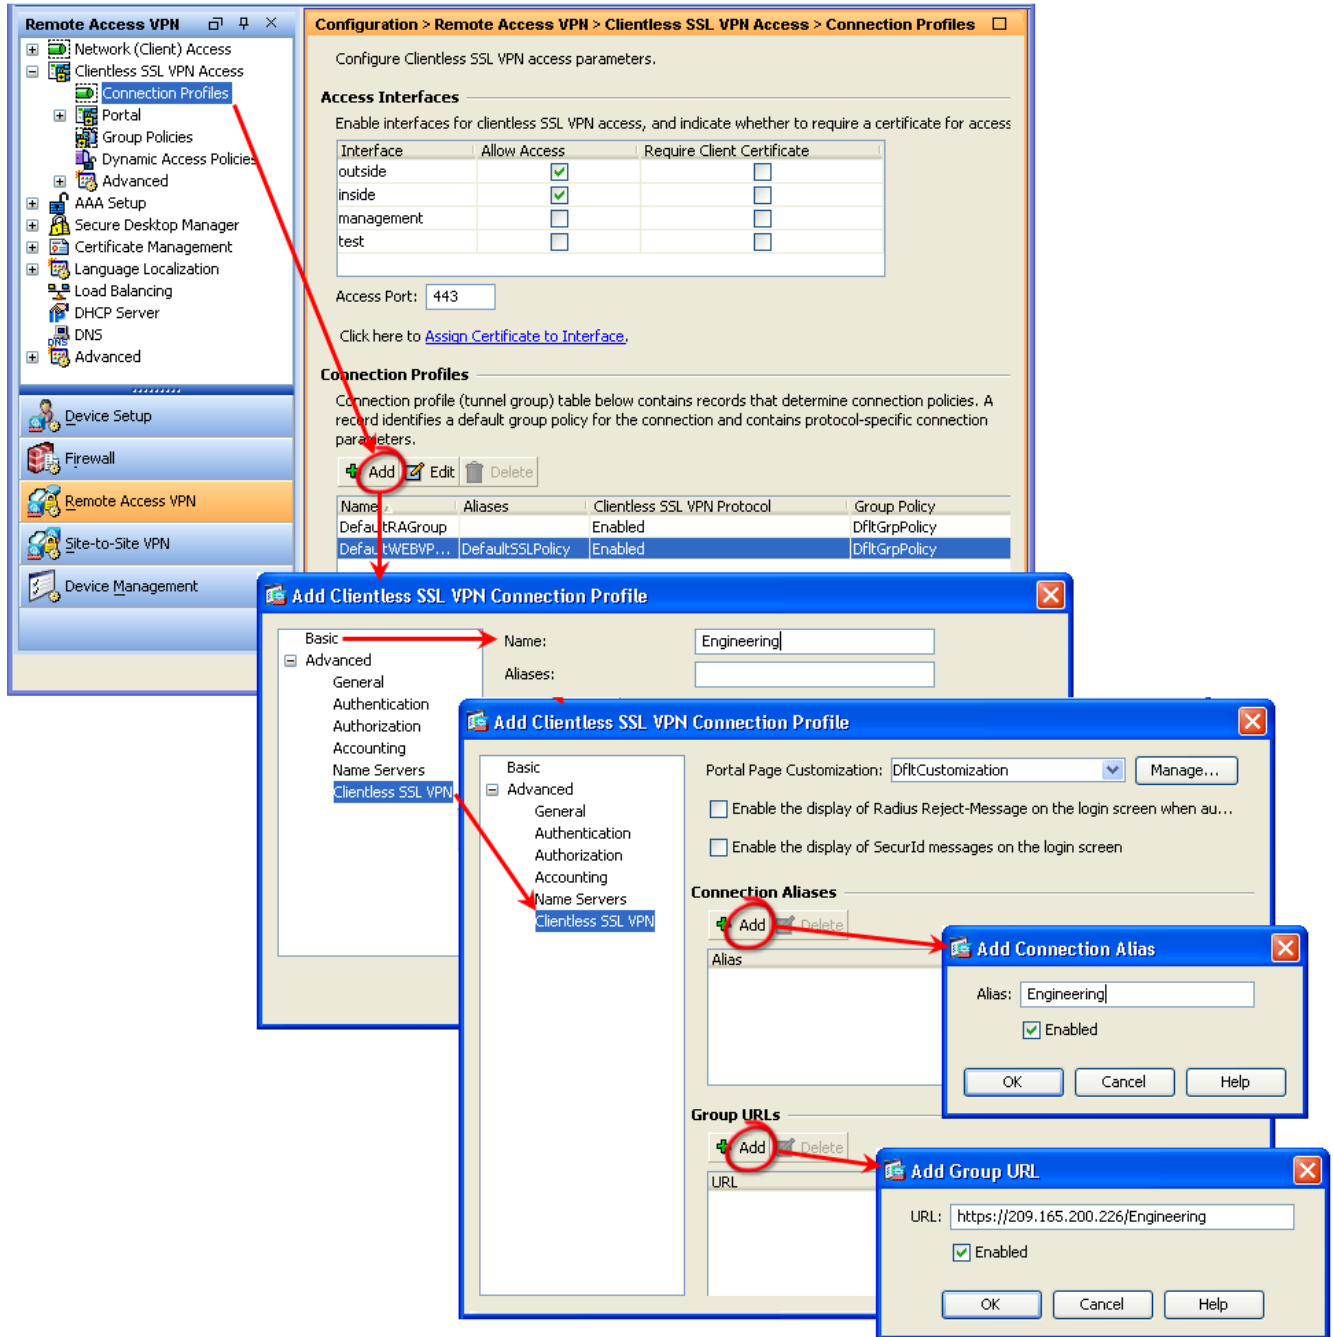 Remote Access VPN
Network (Client) Access
Clientless SSL VPN Access
Connection Profiles
Portal
Group Policies
Dynamic Access Policies
Advanced
AAA Setup
Secure Desktop Manager
Certificate Management
Language Localization
Load Balancing
DHCP Server
DNS
DNS
Advanced
Device Setup
Firewall
Remote Access VPN
Site-to-Site VPN
Device Management
Configuration > Remote Access VPN > Clientless SSL VPN Access > Connection Profiles
Configure Clientless SSL VPN access parameters.
Access Interfaces
Enable interfaces for clientless SSL VPN access, and indicate whether to require a certificate for access
Interface Allow Access Require Client Certificate
outside
inside
management
test
Access Port: 443
Click here to Assign Certificate to Interface.
Connection Profiles
Connection profile (tunnel group) table below contains records that determine connection policies. A
record identifies a default group policy for the connection and contains protocol-specific connection
parameters.
Add Edit Delete
Name Aliases Clientless SSL VPN Protocol Group Policy
DefaultRAGroup Enabled DfltGrpPolicy
DefaultWEBVP... DefaultSSLPolicy Enabled DfltGrpPolicy
Add Clientless SSL VPN Connection Profile
Basic
Advanced
General
Authentication
Authorization
Accounting
Name Servers
Clientless SSL VPN
Name: Engineering
Aliases:
Add Clientless SSL VPN Connection Profile
Basic
Advanced
General
Authentication
Authorization
Accounting
Name Servers
Clientless SSL VPN
Portal Page Customization: DfltCustomization Manage...
Enable the display of Radius Reject-Message on the login screen when au...
Enable the display of SecurId messages on the login screen
Connection Aliases
Add Delete
Alias
Group URLs
Add Delete
URL
Add Connection Alias
Alias: Engineering
Enabled
OK Cancel Help
Add Group URL
URL: https://209.165.200.226/Engineering
Enabled
OK Cancel Help